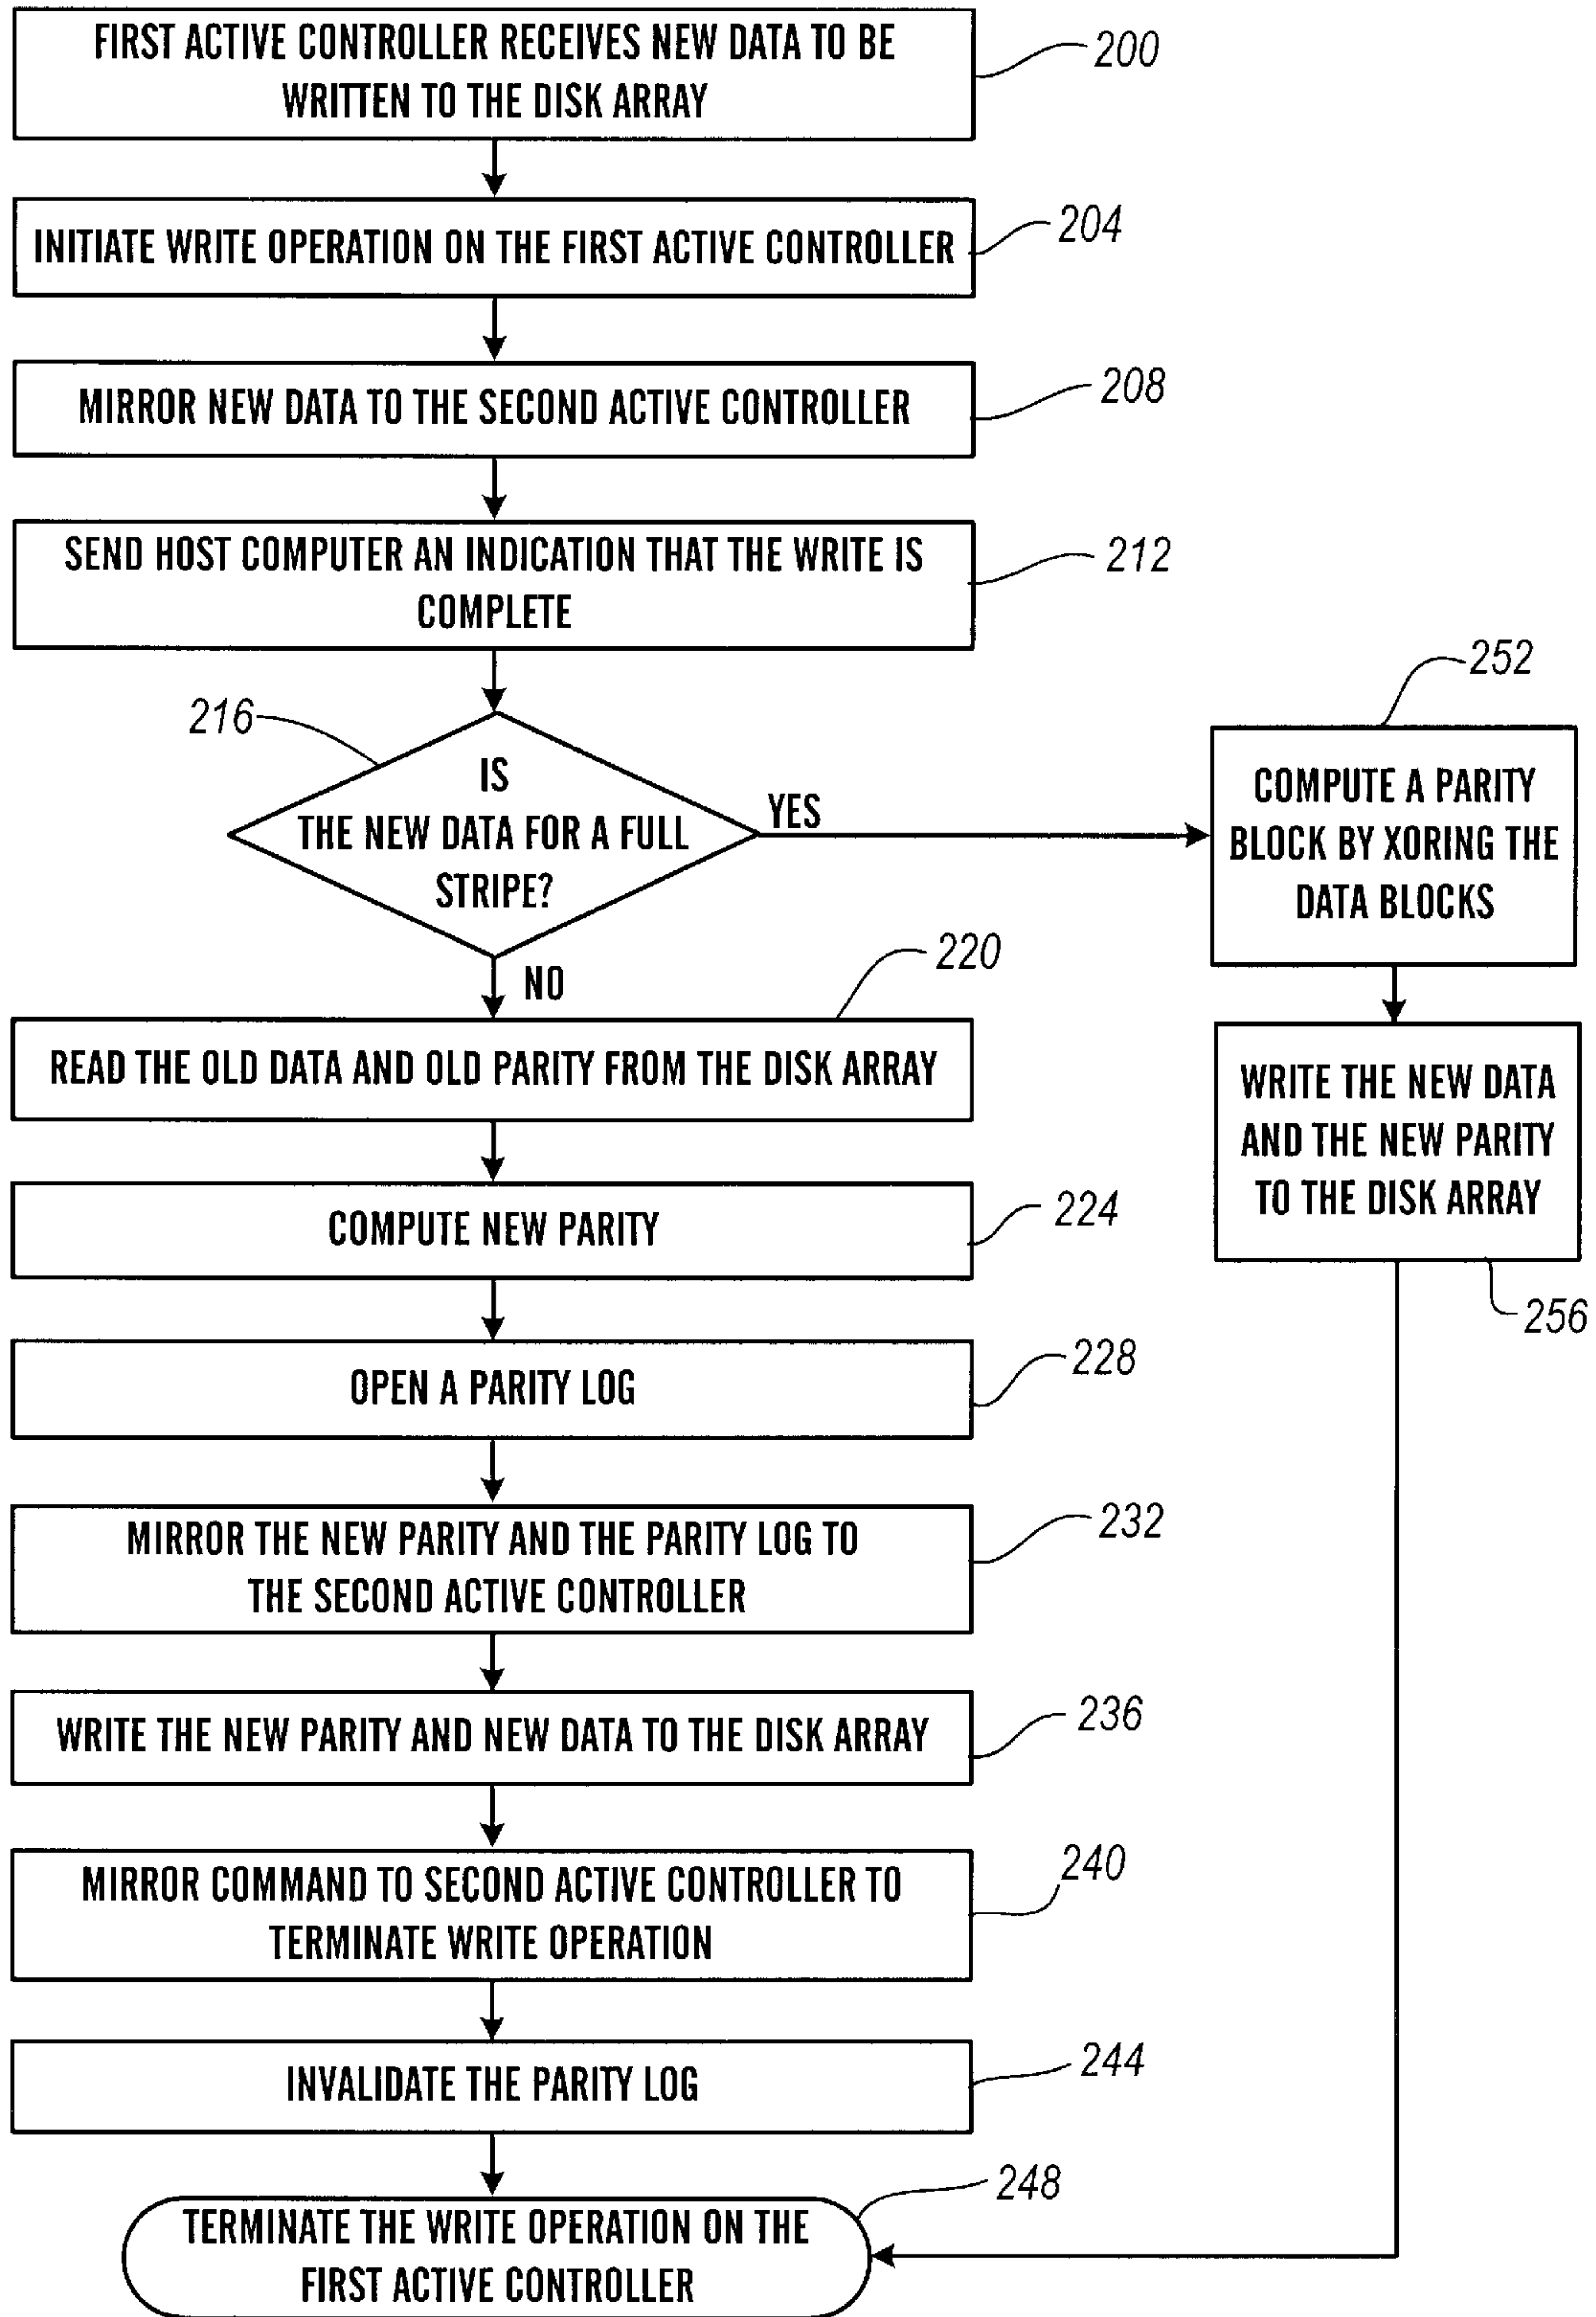 FIRST ACTIVE CONTROLLER RECEIVES NEW DATA TO BE
WRITTEN TO THE DISK ARRAY
200
INITIATE WRITE OPERATION ON THE FIRST ACTIVE CONTROLLER
204
MIRROR NEW DATA TO THE SECOND ACTIVE CONTROLLER
208
SEND HOST COMPUTER AN INDICATION THAT THE WRITE IS
COMPLETE
212
216
IS
THE NEW DATA FOR A FULL
STRIPE?
YES
NO
252
COMPUTE A PARITY
BLOCK BY XORING THE
DATA BLOCKS
WRITE THE NEW DATA
AND THE NEW PARITY
TO THE DISK ARRAY
256
220
READ THE OLD DATA AND OLD PARITY FROM THE DISK ARRAY
COMPUTE NEW PARITY
224
OPEN A PARITY LOG
228
MIRROR THE NEW PARITY AND THE PARITY LOG TO
THE SECOND ACTIVE CONTROLLER
232
WRITE THE NEW PARITY AND NEW DATA TO THE DISK ARRAY
236
MIRROR COMMAND TO SECOND ACTIVE CONTROLLER TO
TERMINATE WRITE OPERATION
240
INVALIDATE THE PARITY LOG
244
TERMINATE THE WRITE OPERATION ON THE
FIRST ACTIVE CONTROLLER
248